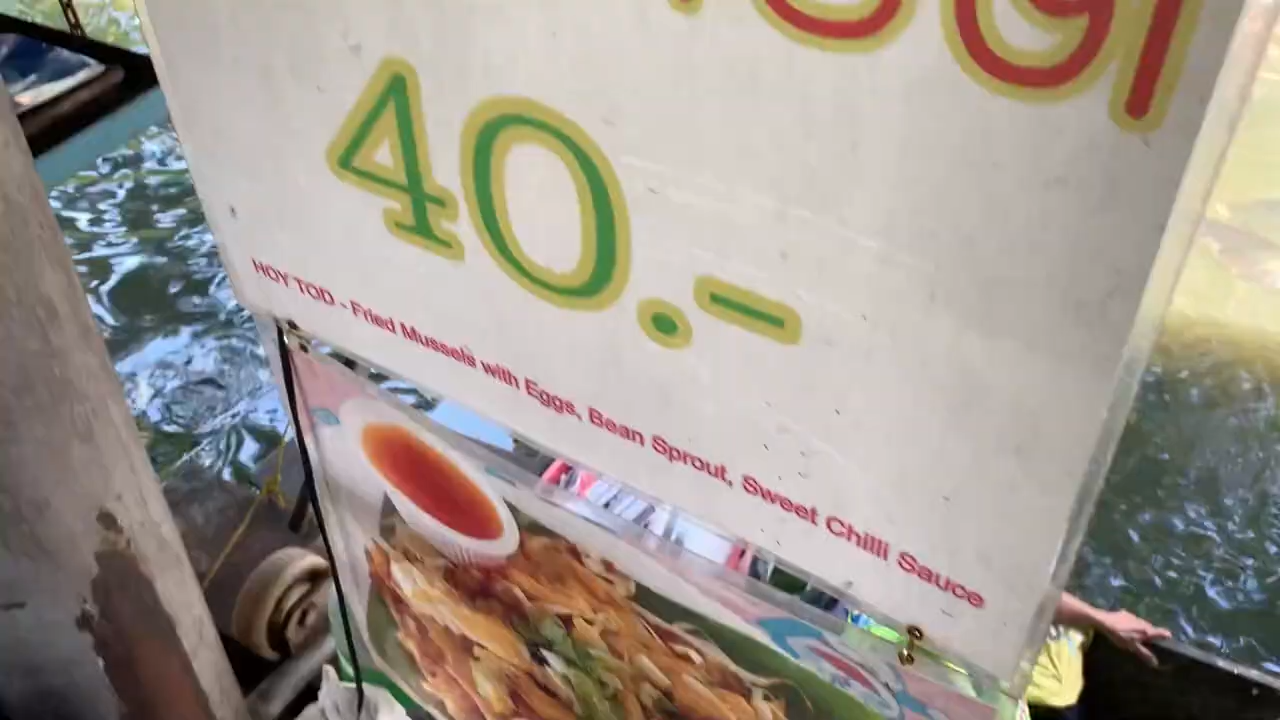 40.-
HOY TOD - Fried Mussels with Eggs, Bean Sprout, Sweet Chilli Sauce